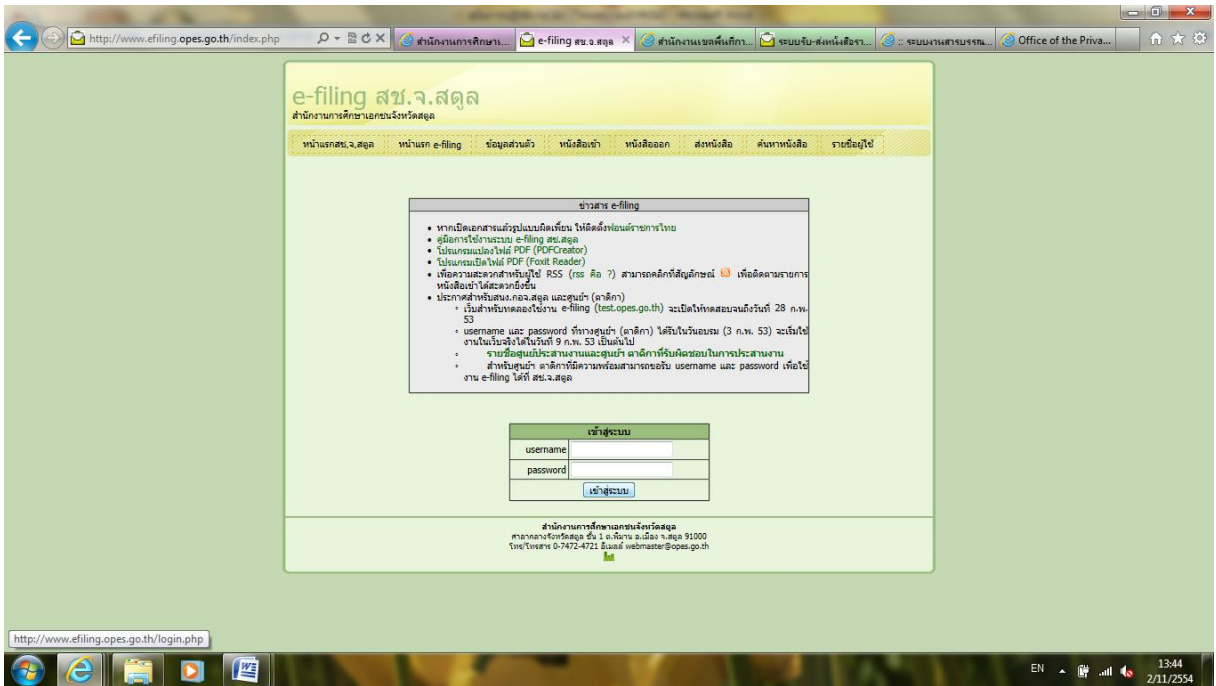 http://www.efiling.opes.go.th/index.php
สำนักงานการศึกษาเ...
e-filing สช.จ.สตูล
สำนักงานเขตพื้นที่กา...
ระบบรับ-ส่งหนังสือรา...
:: ระบบงานสารบรรณ...
Office of the Priva...
e-filing สช.จ.สตูล
สำนักงานการศึกษาเอกชนจังหวัดสตูล
หน้าแรกสช.จ.สตูล หน้าแรก e-filing ข้อมูลส่วนตัว หนังสือเข้า หนังสือออก ส่งหนังสือ ค้นหาหนังสือ รายชื่อผู้ใช้
ข่าวสาร e-filing
• หากเปิดเอกสารแล้วรูปแบบผิดเพี้ยน ให้ติดตั้งฟอนต์ราชการไทย
• คู่มือการใช้งานระบบ e-filing สช.สตูล
• โปรแกรมแปลงไฟล์ PDF (PDFCreator)
• โปรแกรมเปิดไฟล์ PDF (Foxit Reader)
• เพื่อความสะดวกสำหรับผู้ใช้ RSS (rss คือ ?) สามารถคลิกที่สัญลักษณ์ เพื่อติดตามรายการ
หนังสือเข้าได้สะดวกยิ่งขึ้น
• ประกาศสำหรับสนง.คอจ.สตูล และศูนย์ฯ (ตาดีกา)
◦ เว็บสำหรับทดลองใช้งาน e-filing (test.opes.go.th) จะเปิดให้ทดสอบจนถึงวันที่ 28 ก.พ.
53
◦ username และ password ที่ทางศูนย์ฯ (ตาดีกา) ได้รับในวันอบรม (3 ก.พ. 53) จะเริ่มใช้
งานในเว็บจริงได้ในวันที่ 9 ก.พ. 53 เป็นต้นไป
◦ รายชื่อศูนย์ประสานงานและศูนย์ฯ ตาดีกาที่รับผิดชอบในการประสานงาน
◦ สำหรับศูนย์ฯ ตาดีกาที่มีความพร้อมสามารถขอรับ username และ password เพื่อใช้
งาน e-filing ได้ที่ สช.จ.สตูล
เข้าสู่ระบบ
username
password
เข้าสู่ระบบ
สำนักงานการศึกษาเอกชนจังหวัดสตูล
ศาลากลางจังหวัดสตูล ชั้น 1 ถ.พิมาน อ.เมือง จ.สตูล 91000
โทร/โทรสาร 0-7472-4721 อีเมลล์ webmaster@opes.go.th
http://www.efiling.opes.go.th/login.php
EN
13:44
2/11/2554